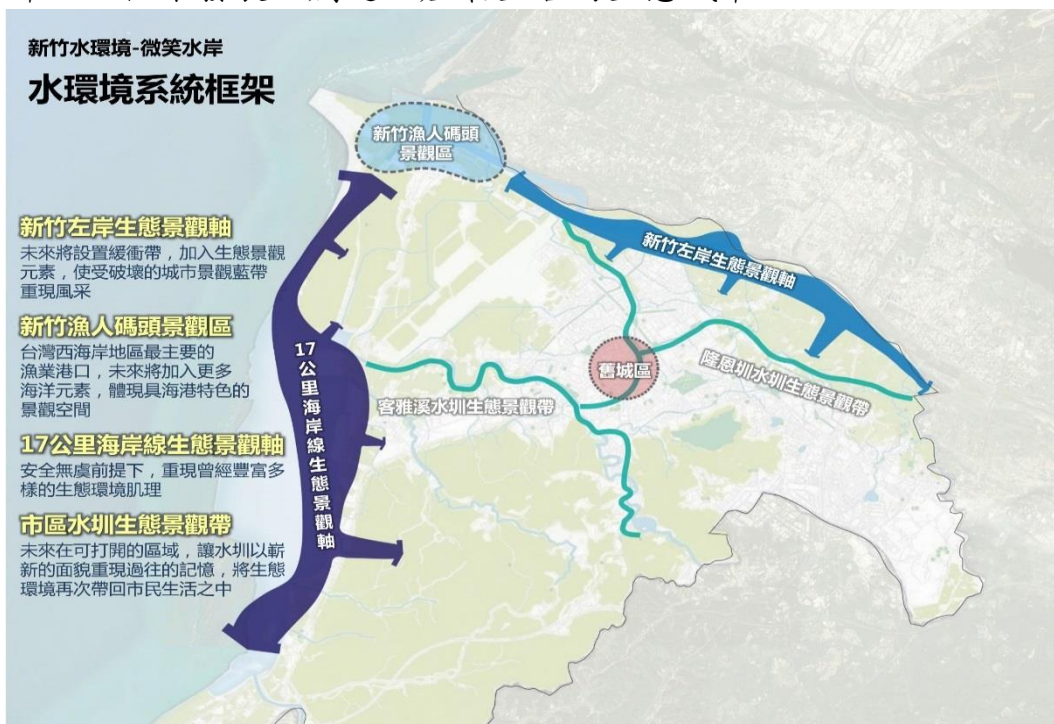 新竹水環境-微笑水岸
水環境系統框架
新竹漁人碼頭
景觀區
新竹左岸生態景觀軸
未來將設置緩衝帶，加入生態景觀
元素，使受破壞的城市景觀藍帶
重現風采
新竹漁人碼頭景觀區
台灣西海岸地區最主要的
漁業港口，未來將加入更多
海洋元素，體現具海港特色的
景觀空間
17公里海岸線生態景觀軸
安全無虞前提下，重現曾經豐富多
樣的生態環境肌理
市區水圳生態景觀帶
未來在可打開的區域，讓水圳以嶄
新的面貌重現過往的記憶，將生態
環境再次帶回市民生活之中
17公里海岸線生態景觀軸
新竹左岸生態景觀軸
舊城區
隆恩圳水圳生態景觀帶
客雅溪水圳生態景觀帶